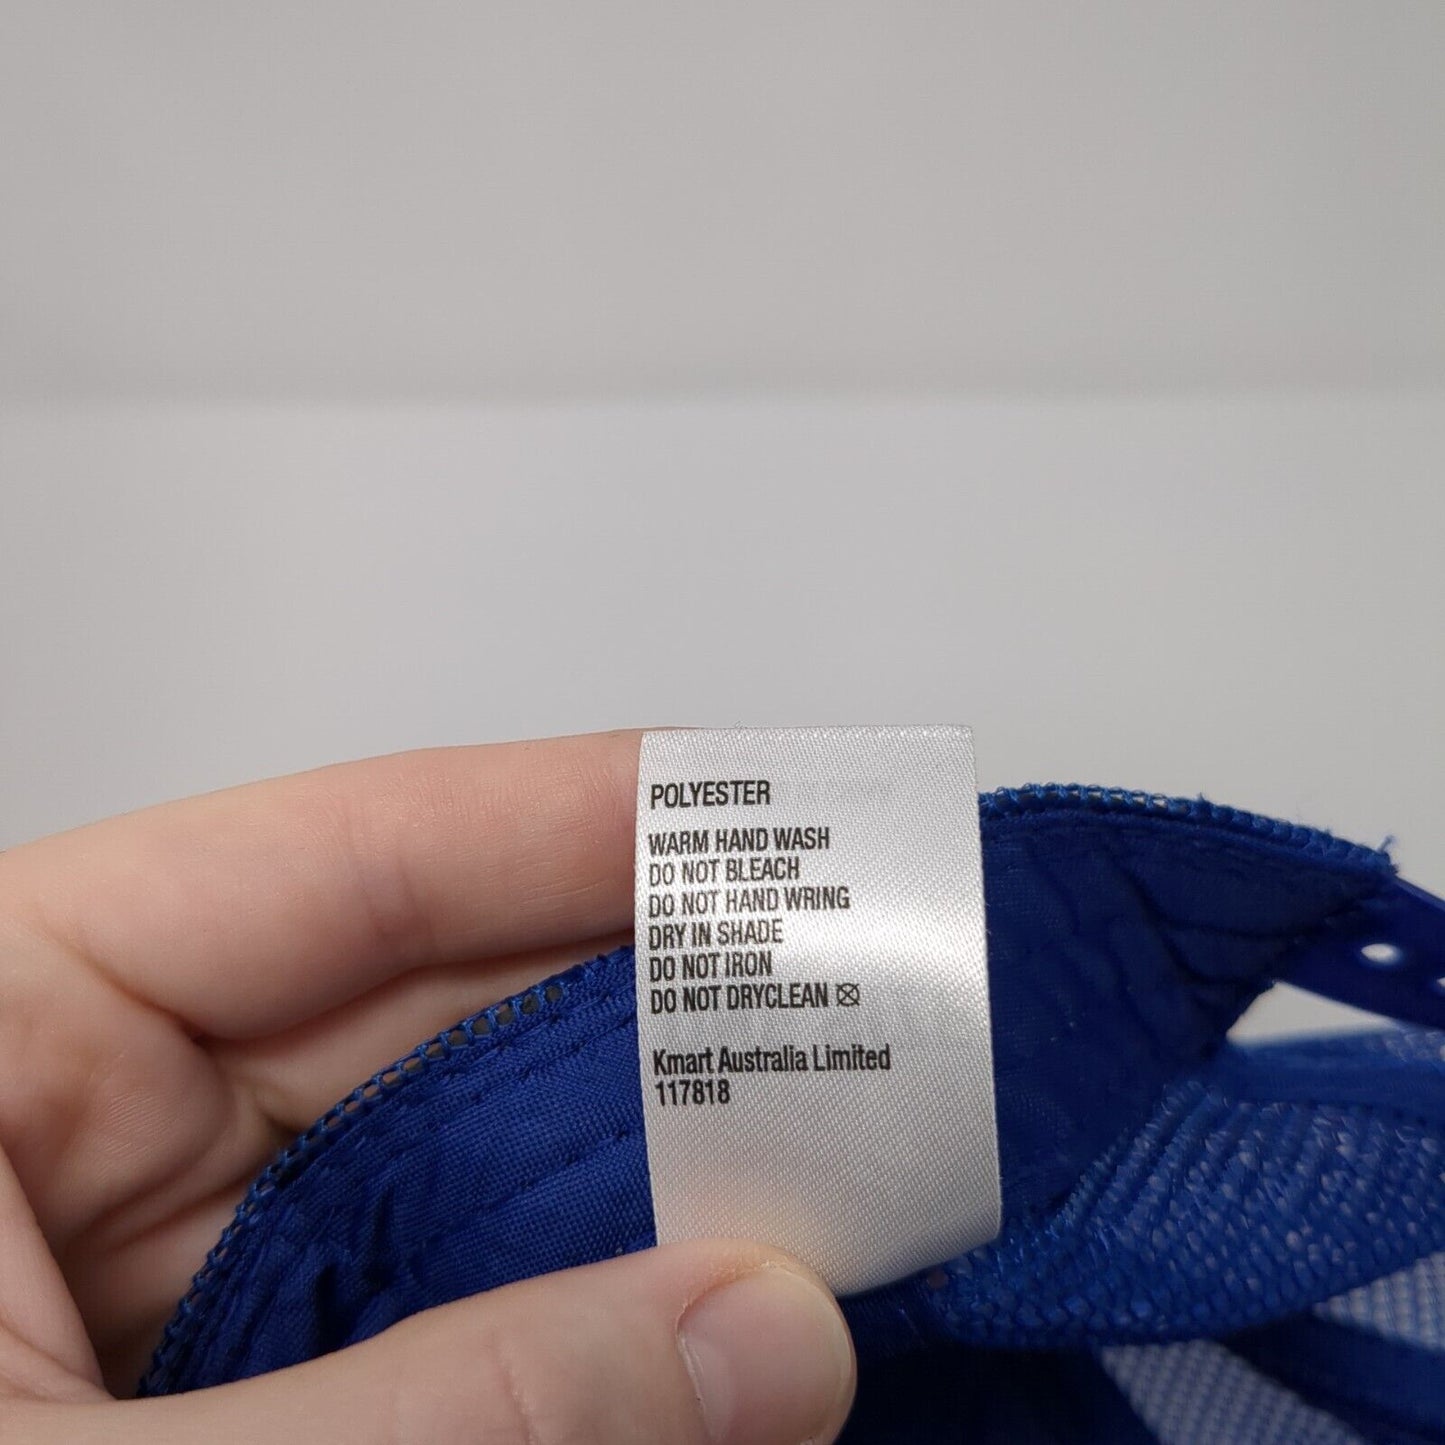 POLYESTER
WARM HAND WASH
DO NOT BLEACH
DO NOT HAND WRING
DRY IN SHADE
DO NOT IRON
DO NOT DRYCLEAN
Kmart Australia Limited
117818